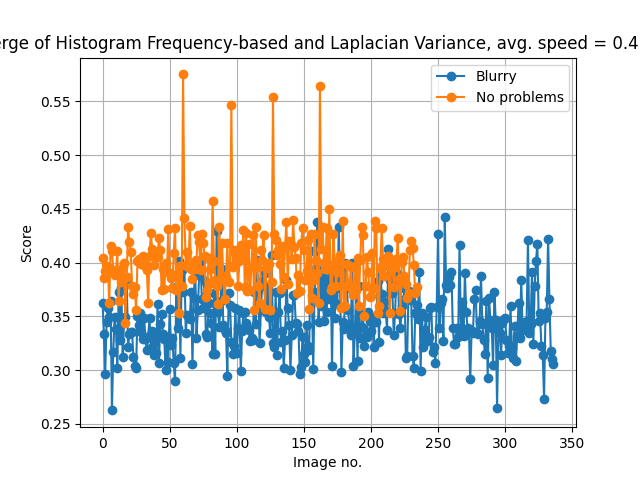 erge of Histogram Frequency-based and Laplacian Variance, avg. speed = 0.4
Blurry
No problems
0.55
0.50
0.45
0.40
0.35
0.30
0.25
Score
0 50 100 150 200 250 300 350
Image no.